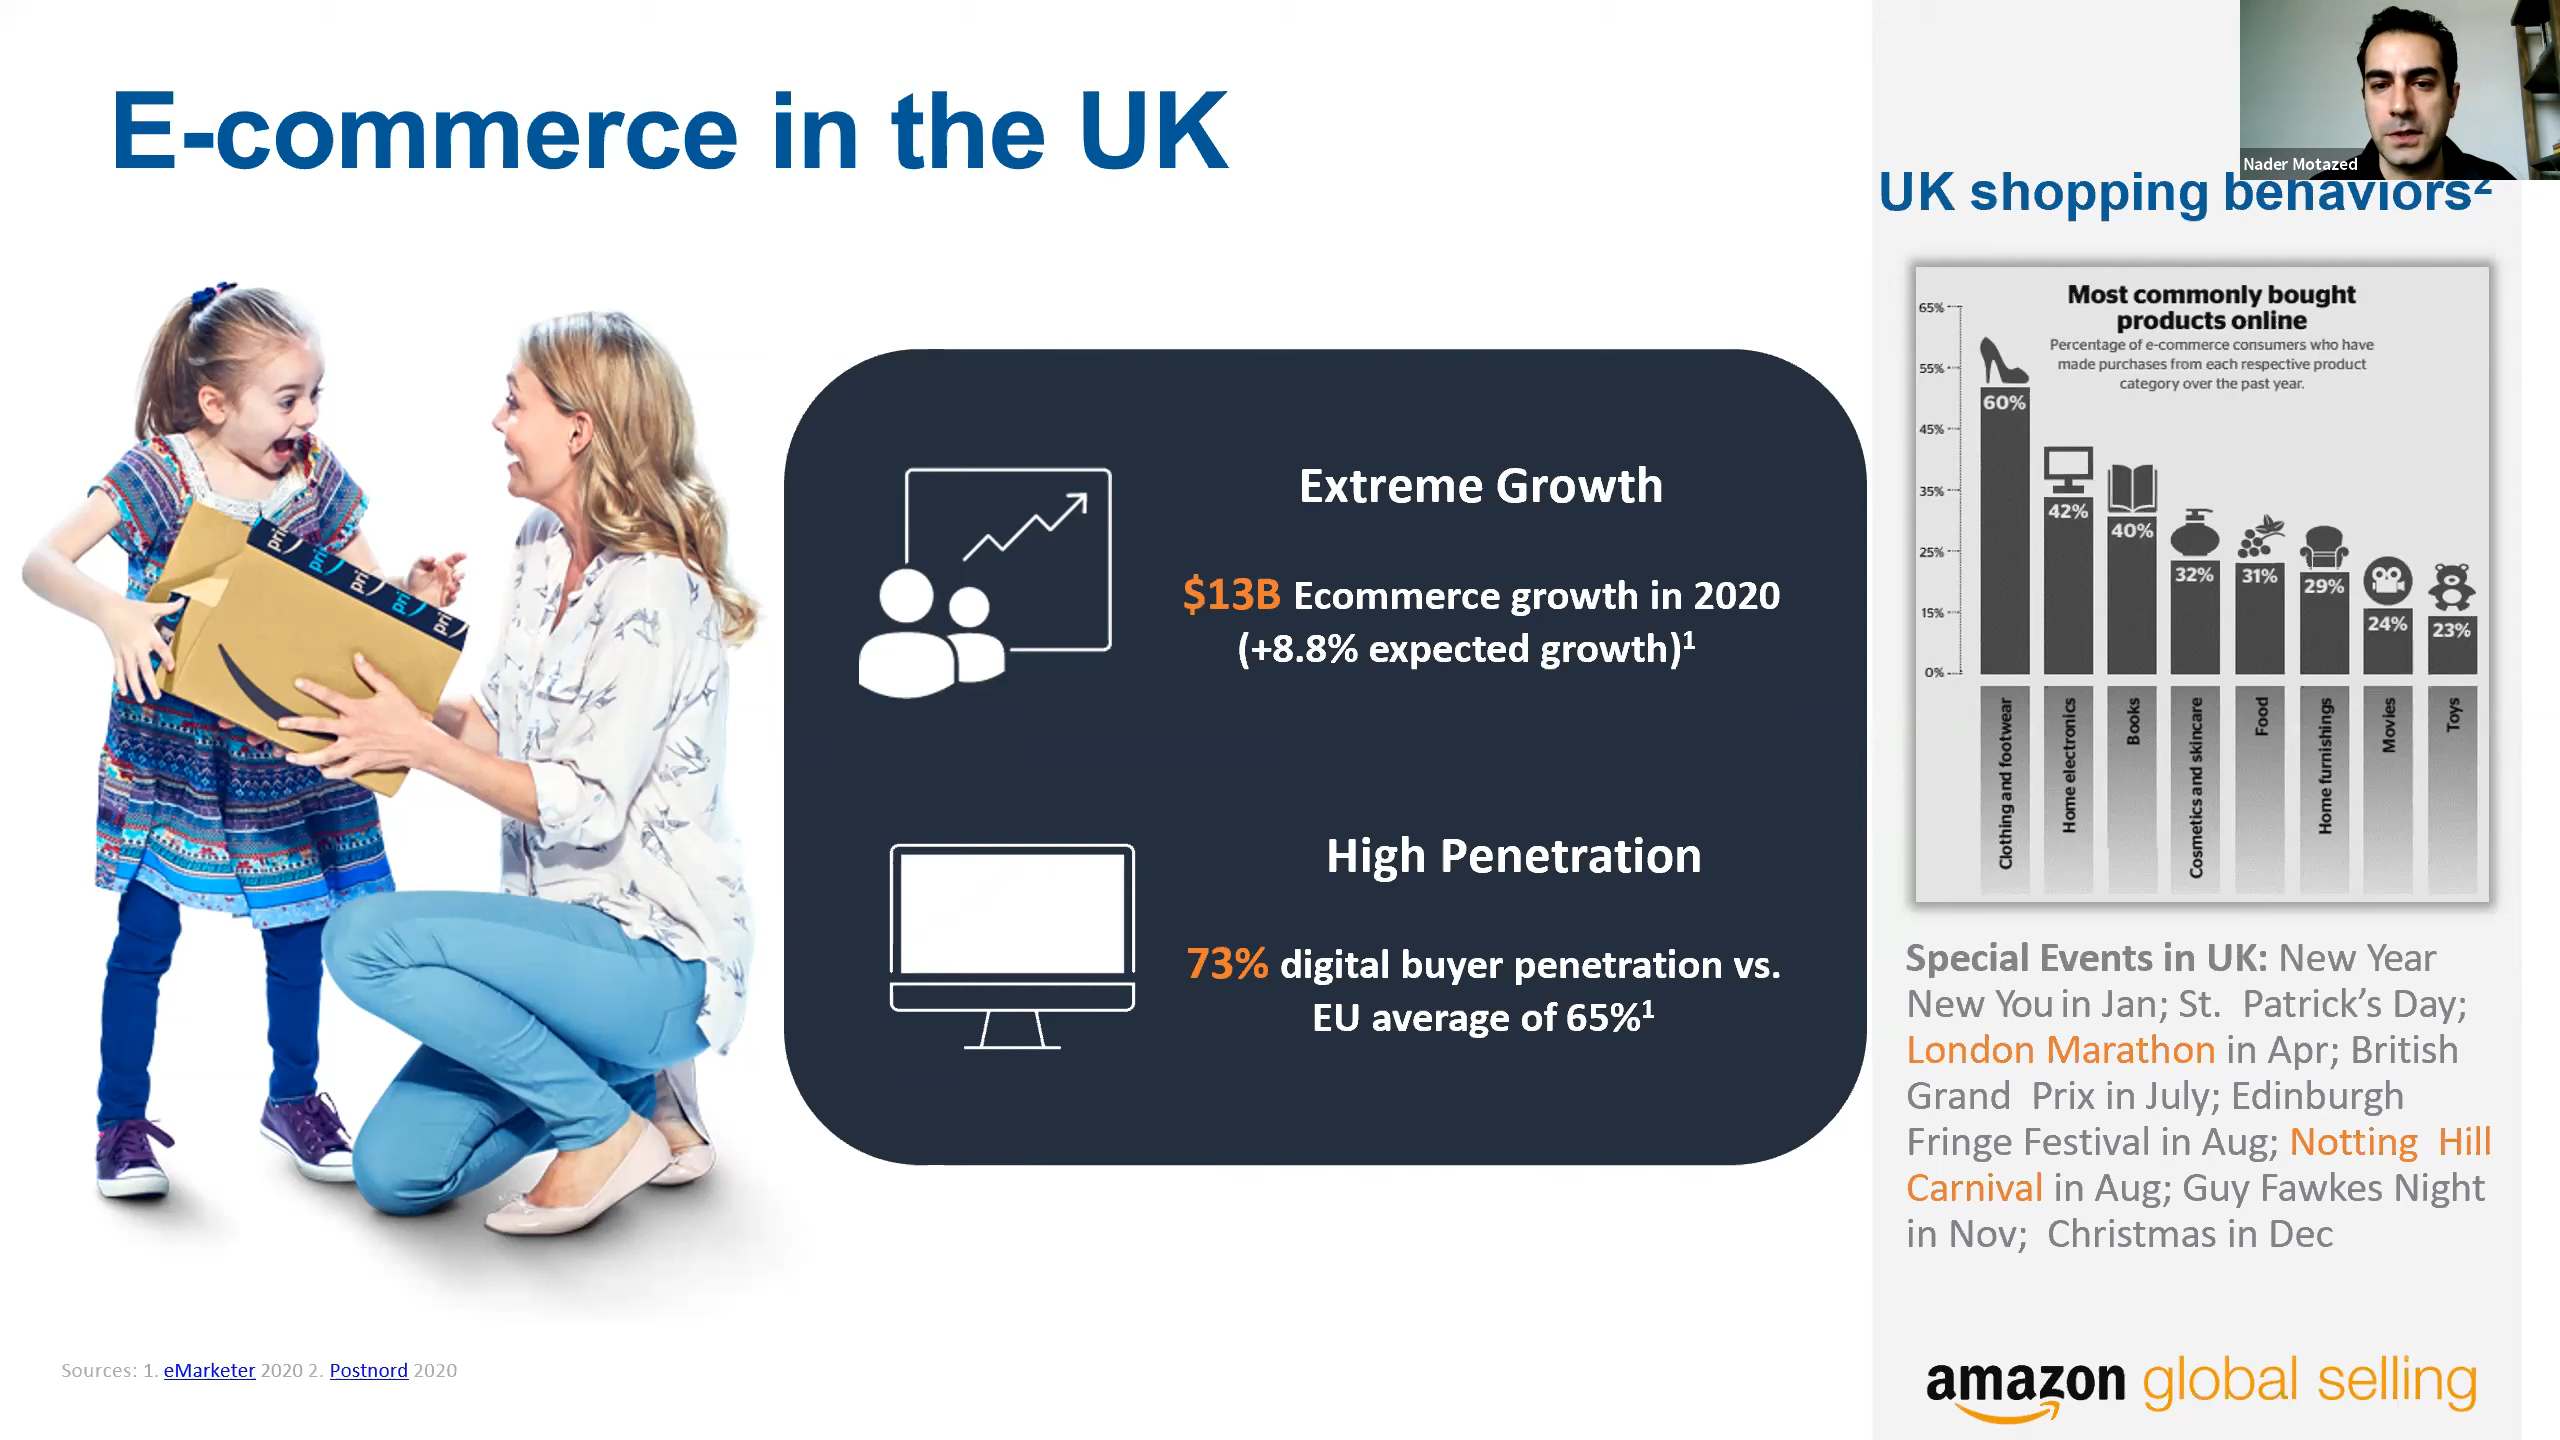 E-commerce in the UK
Nader Motazed
UK shopping behaviors²
Most commonly bought
products online
Percentage of e-commerce consumers who have
made purchases from each respective product
category over the past year.
65%
55%
45%
35%
25%
15%
0%
60%
42%
40%
32%
31%
29%
24%
23%
Clothing and footwear
Home electronics
Books
Cosmetics and skincare
Food
Home furnishings
Movies
Toys
Extreme Growth
$13B Ecommerce growth in 2020
(+8.8% expected growth)¹
High Penetration
73% digital buyer penetration vs.
EU average of 65%¹
Special Events in UK: New Year
New You in Jan; St. Patrick’s Day;
London Marathon in Apr; British
Grand Prix in July; Edinburgh
Fringe Festival in Aug; Notting Hill
Carnival in Aug; Guy Fawkes Night
in Nov; Christmas in Dec
Sources: 1. eMarketer 2020 2. Postnord 2020
amazon global selling